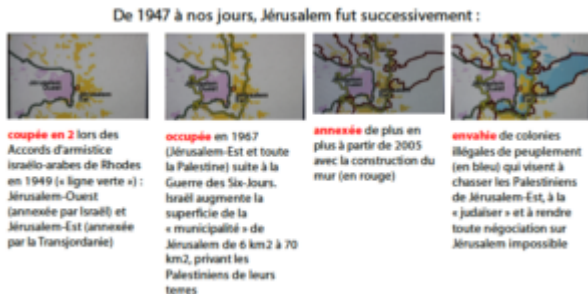 De 1947 à nos jours, Jérusalem fut successivement :
coupée en 2 lors des
Accords d'armistice
israélo-arabes de Rhodes
en 1949 (« ligne verte ») :
Jérusalem-Ouest
(annexée par Israël) et
Jérusalem-Est (annexée
par la Transjordanie)
occupée en 1967
(Jérusalem-Est et toute
la Palestine) suite à la
Guerre des Six-Jours.
Israël augmente la
superficie de la
« municipalité » de
Jérusalem de 6 km2 à 70
km2, privant les
Palestiniens de leurs
terres
annexée de plus en
plus à partir de 2005
avec la construction du
mur (en rouge)
envahie de colonies
illégales de peuplement
(en bleu) qui visent à
chasser les Palestiniens
de Jérusalem-Est, à la
« judaïser » et à rendre
toute négociation sur
Jérusalem impossible